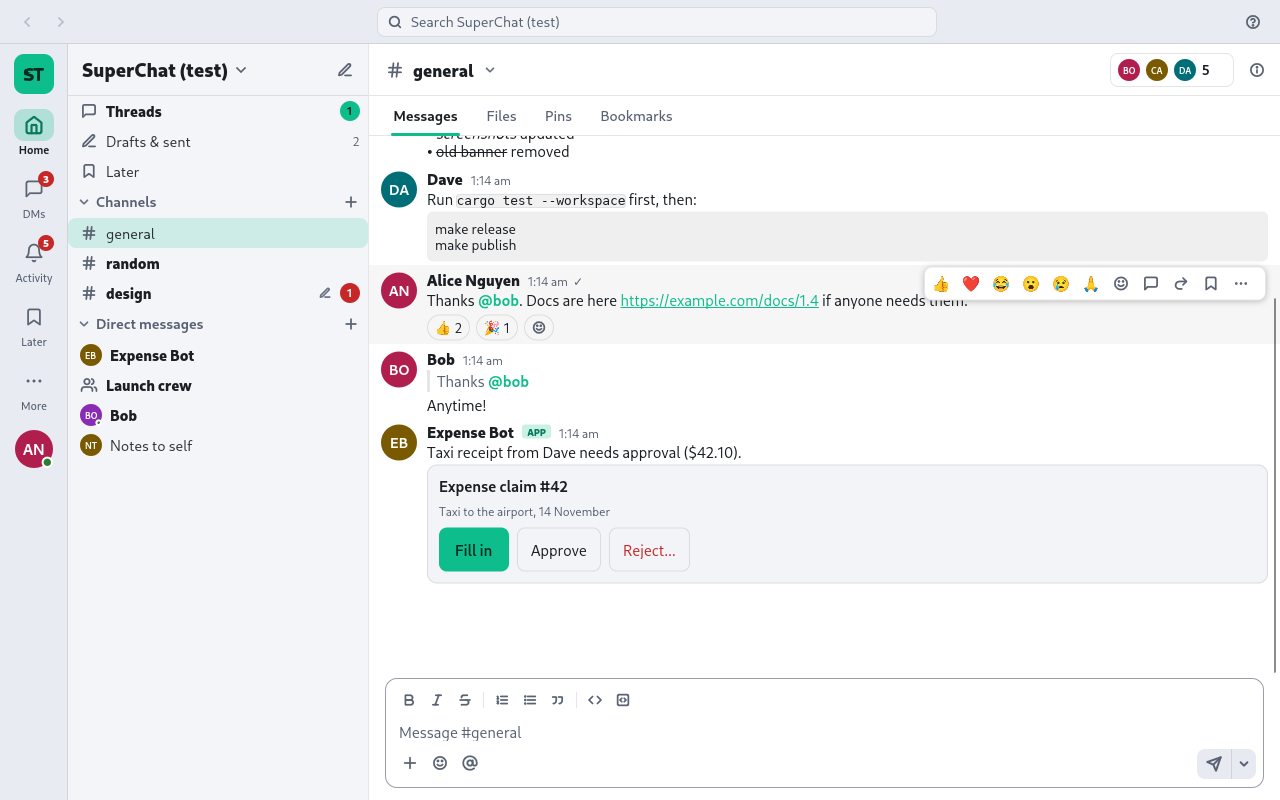 Search SuperChat (test)
ST
Home
3
DMs
5
Activity
Later
More
AN
SuperChat (test)
Threads 1
Drafts & sent 2
Later
Channels
general
random
design 1
Direct messages
EB Expense Bot
Launch crew
BO Bob
NT Notes to self
# general
BO CA DA 5
Messages Files Pins Bookmarks
• screenshots updated
• old banner removed
DA
Dave 1:14 am
Run cargo test --workspace first, then:
make release
make publish
AN
Alice Nguyen 1:14 am ✓
Thanks @bob. Docs are here https://example.com/docs/1.4 if anyone needs them.
👍 2 🎉 1
BO
Bob 1:14 am
Thanks @bob
Anytime!
EB
Expense Bot APP 1:14 am
Taxi receipt from Dave needs approval ($42.10).
Expense claim #42
Taxi to the airport, 14 November
Fill in Approve Reject...
Message #general